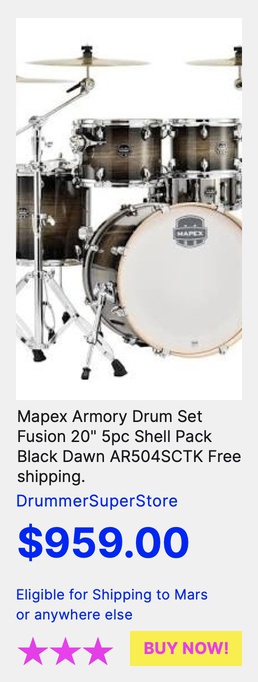 MAPEX
Mapex Armory Drum Set
Fusion 20" 5pc Shell Pack
Black Dawn AR504SCTK Free
shipping.
DrummerSuperStore
$959.00
Eligible for Shipping to Mars
or anywhere else
BUY NOW!